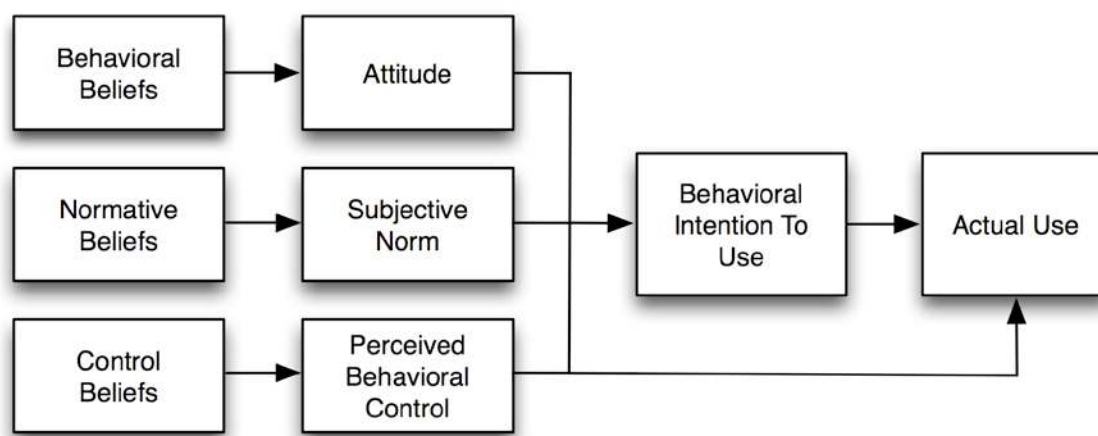 Behavioral
Beliefs
Attitude
Normative
Beliefs
Subjective
Norm
Behavioral
Intention To
Use
Actual Use
Control
Beliefs
Perceived
Behavioral
Control